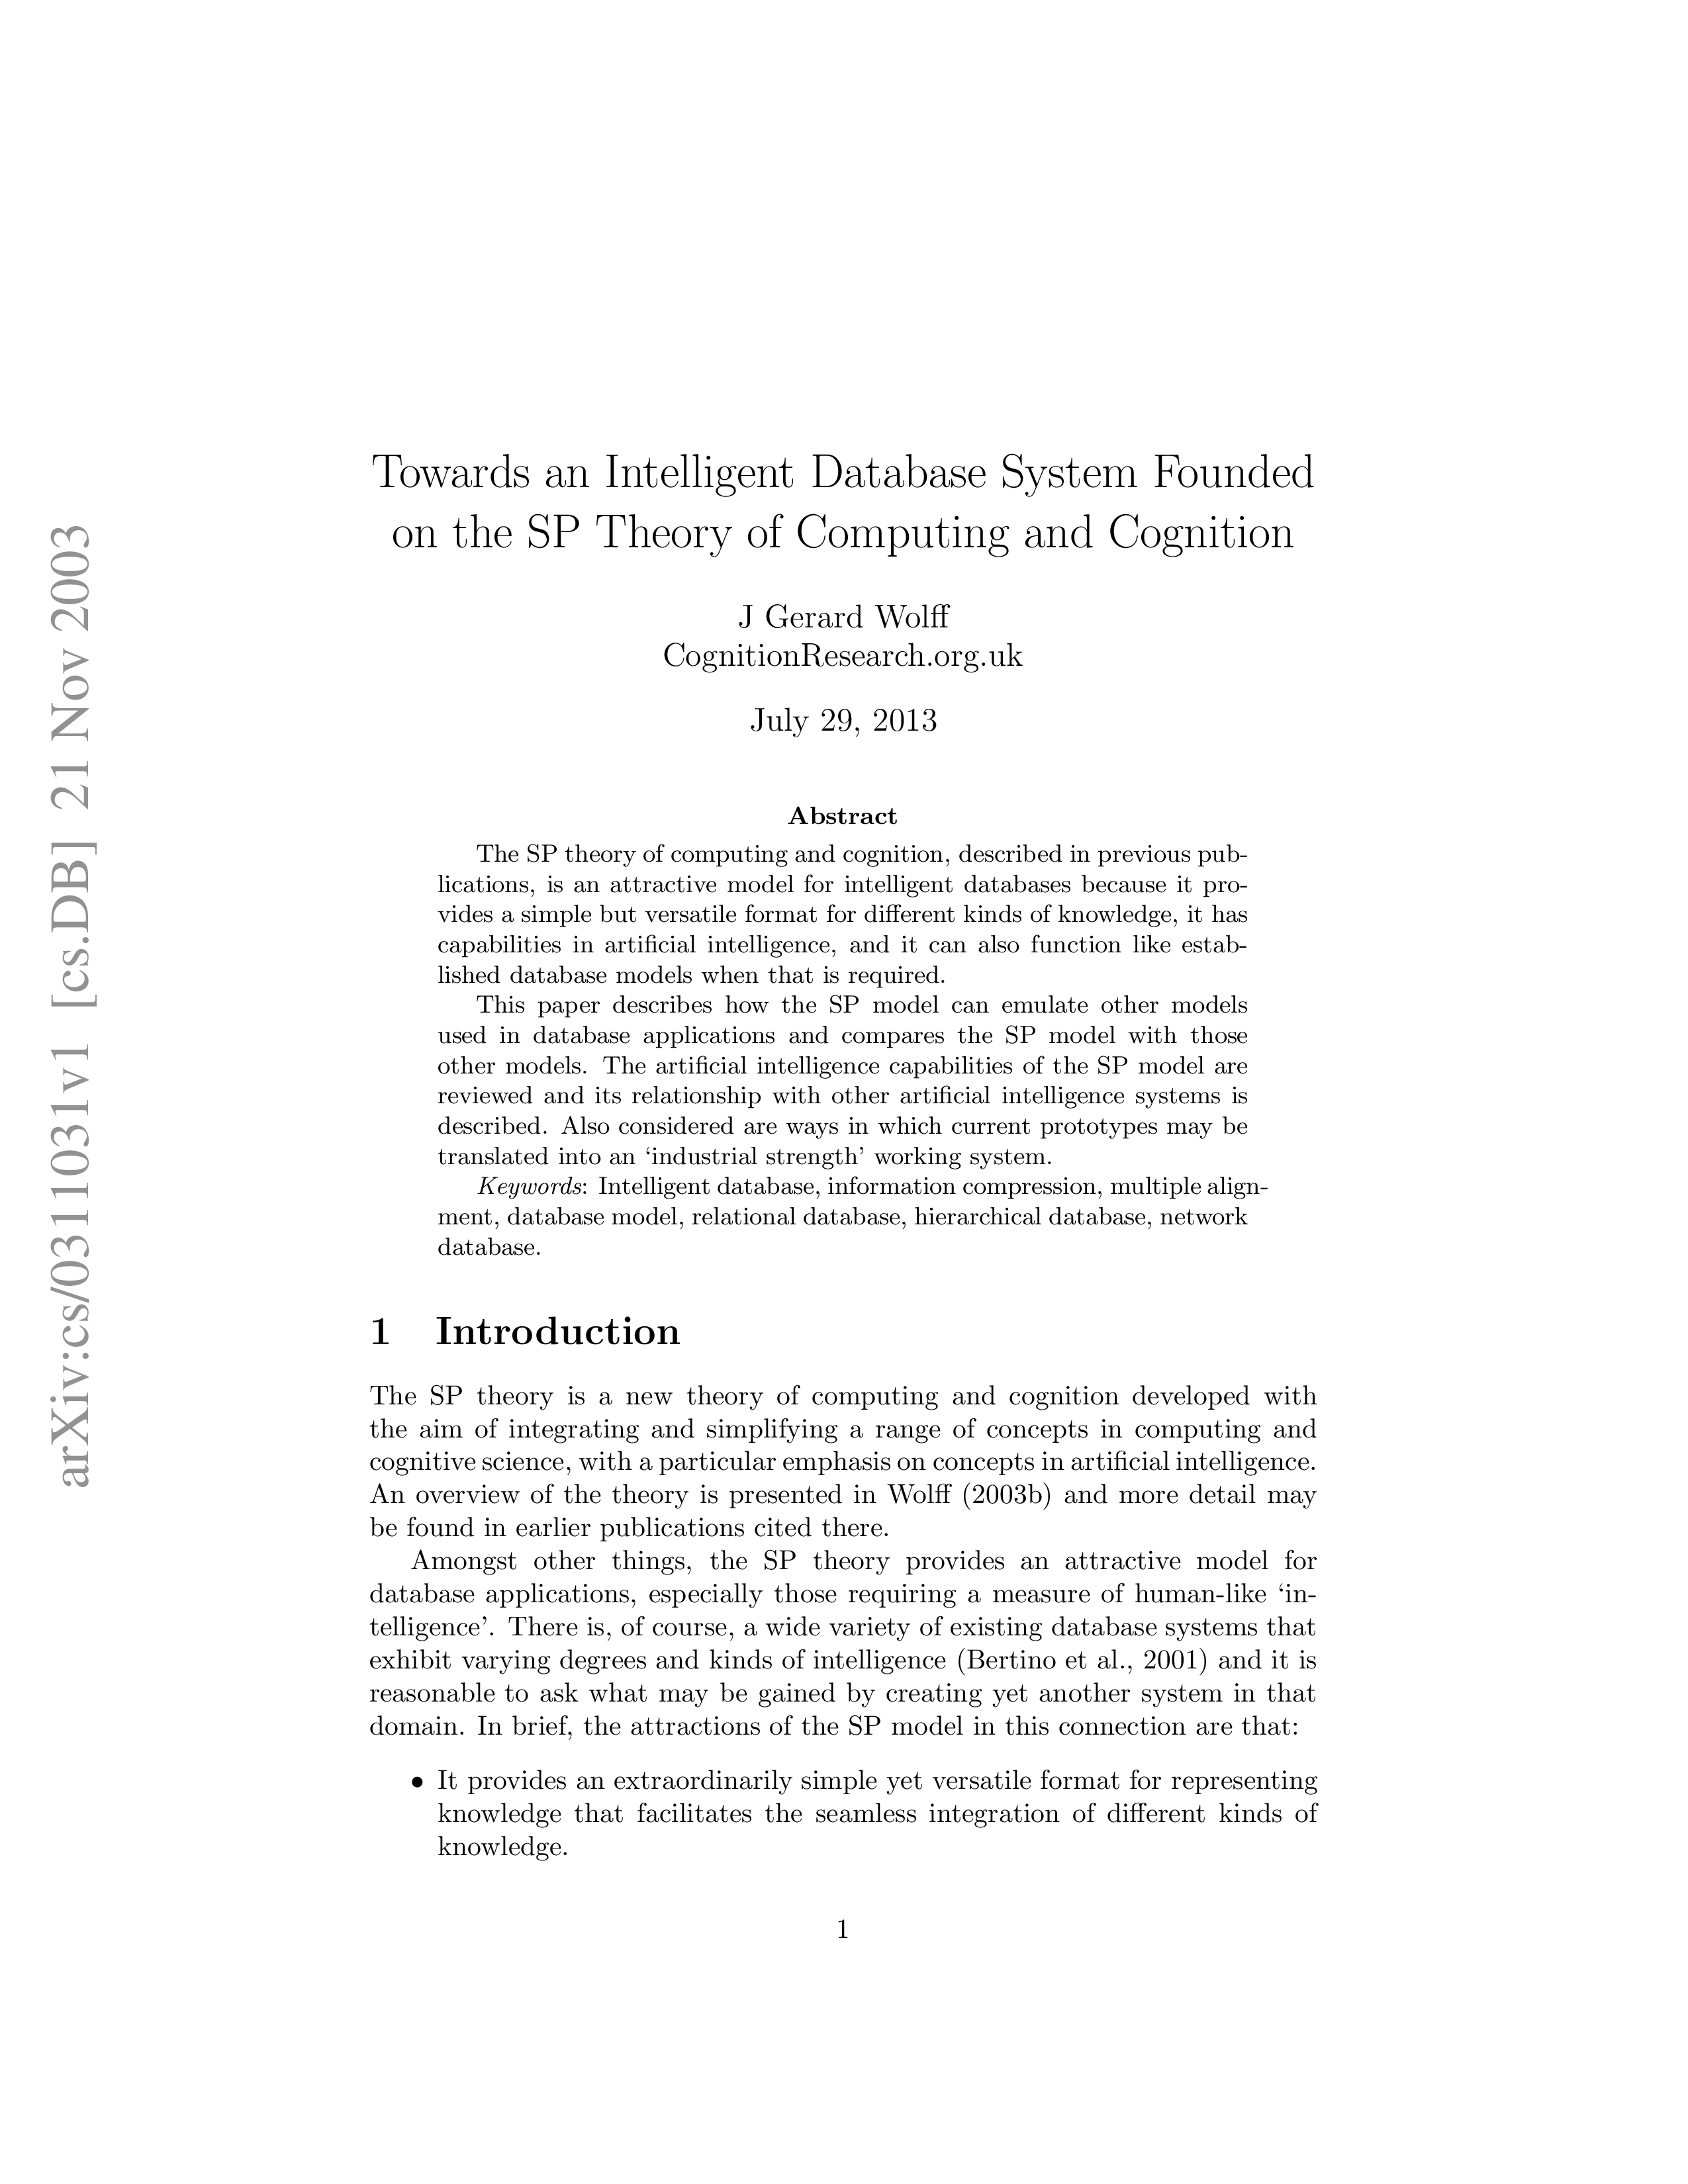 arXiv:cs/0311031v1 [cs.DB] 21 Nov 2003
Towards an Intelligent Database System Founded
on the SP Theory of Computing and Cognition
J Gerard Wolff
CognitionResearch.org.uk
July 29, 2013
Abstract
The SP theory of computing and cognition, described in previous pub-
lications, is an attractive model for intelligent databases because it pro-
vides a simple but versatile format for different kinds of knowledge, it has
capabilities in artificial intelligence, and it can also function like estab-
lished database models when that is required.
This paper describes how the SP model can emulate other models
used in database applications and compares the SP model with those
other models. The artificial intelligence capabilities of the SP model are
reviewed and its relationship with other artificial intelligence systems is
described. Also considered are ways in which current prototypes may be
translated into an ‘industrial strength’ working system.
Keywords: Intelligent database, information compression, multiple align-
ment, database model, relational database, hierarchical database, network
database.
1 Introduction
The SP theory is a new theory of computing and cognition developed with
the aim of integrating and simplifying a range of concepts in computing and
cognitive science, with a particular emphasis on concepts in artificial intelligence.
An overview of the theory is presented in Wolff (2003b) and more detail may
be found in earlier publications cited there.
Amongst other things, the SP theory provides an attractive model for
database applications, especially those requiring a measure of human-like ‘in-
telligence’. There is, of course, a wide variety of existing database systems that
exhibit varying degrees and kinds of intelligence (Bertino et al., 2001) and it is
reasonable to ask what may be gained by creating yet another system in that
domain. In brief, the attractions of the SP model in this connection are that:
• It provides an extraordinarily simple yet versatile format for representing
knowledge that facilitates the seamless integration of different kinds of
knowledge.
1